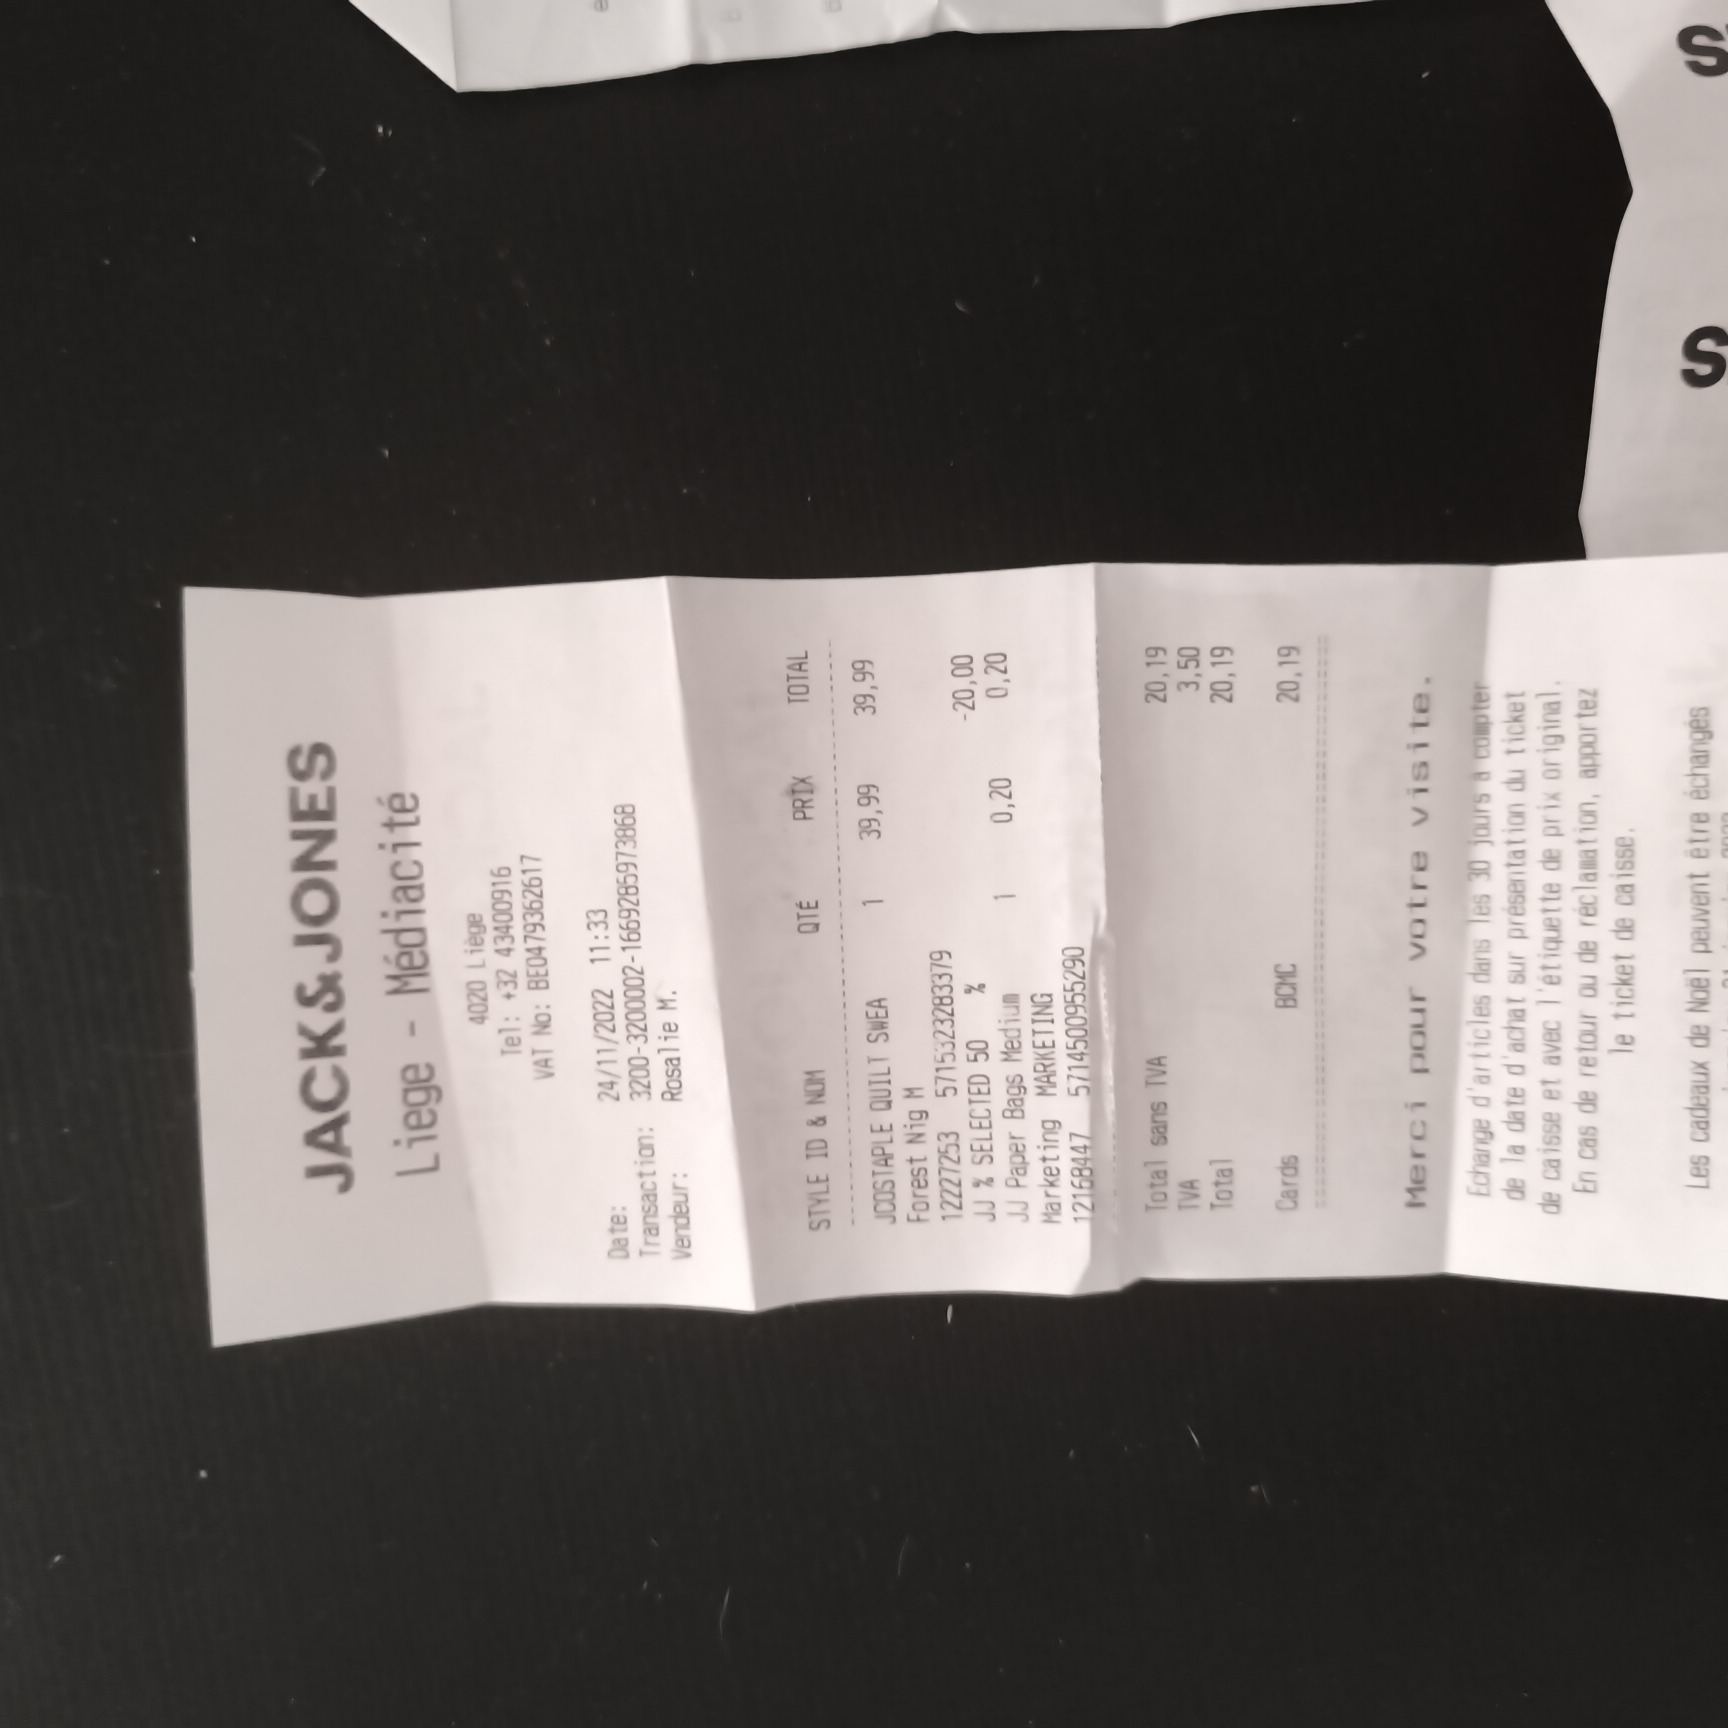 JACK&JONES
Liege - Médiacité
4020 Liège
Tel: +32 43400916
VAT No: BE0479362617
Date: 24/11/2022 11:33
Transaction: 3200-3200002-1669285973868
Vendeur: Rosalie M.
STYLE ID & NOM QTÉ PRIX TOTAL
JCOSTAPLE QUILT SWEA 1 39,99 39,99
Forest Nig M
12227253 5715323283379
JJ % SELECTED 50 % -20,00
JJ Paper Bags Medium 1 0,20 0,20
Marketing MARKETING
12168447 5714500955290
Total sans TVA 20,19
TVA 3,50
Total 20,19
Cards BCMC 20,19
Merci pour votre visite.
Echange d'articles dans les 30 jours à compter
de la date d'achat sur présentation du ticket
de caisse et avec l'étiquette de prix original.
En cas de retour ou de réclamation, apportez
le ticket de caisse.
Les cadeaux de Noël peuvent être échangés
S
S